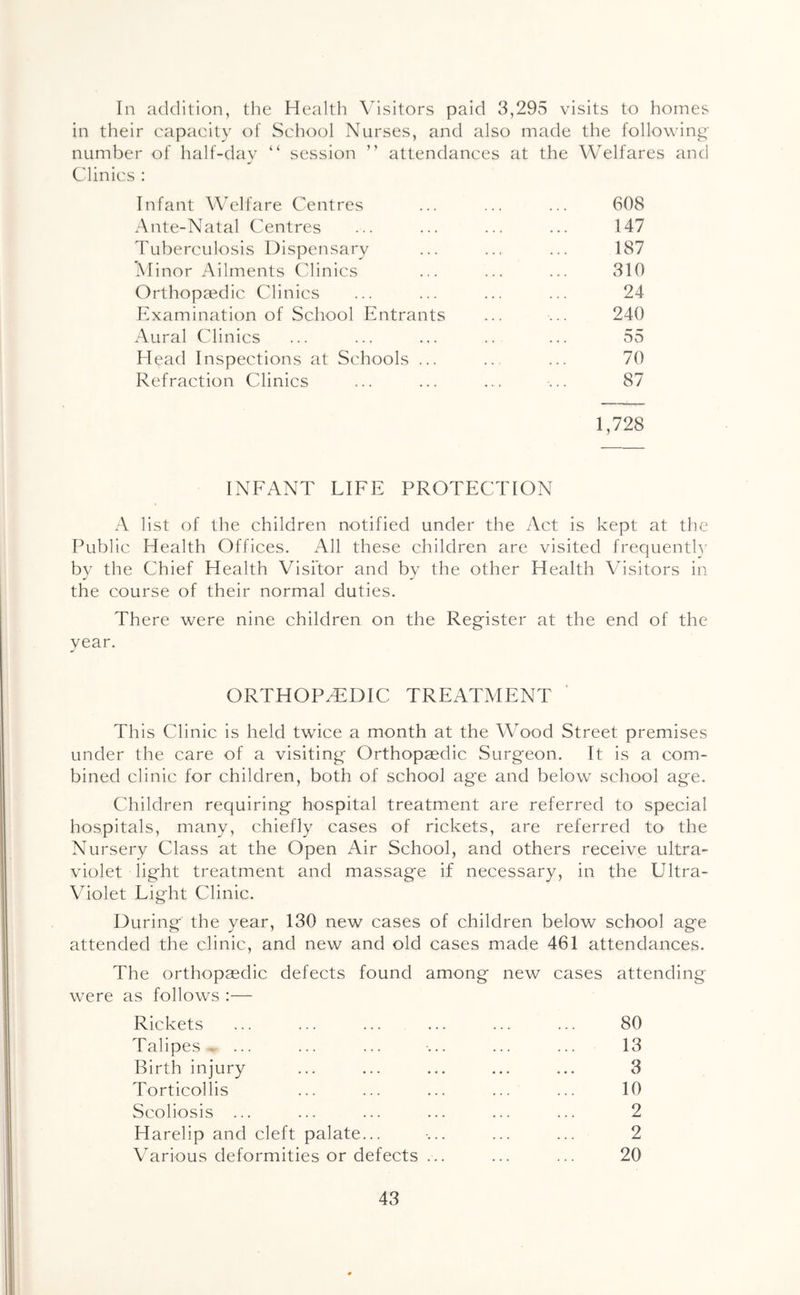 In addition, the Health Visitors paid 3,295 visits to homes
in their capacity of School Nurses, and also made the following
number of half-day “ session ” attendances at the Welfares and
Clinics :
Infant Welfare Centres ... ... ... 608
Ante-Natal Centres ... ... ... ... 147
Tuberculosis Dispensary ... ... ... 187
Minor Ailments Clinics ... ... ... 310
Orthopædic Clinics ... ... ... ... 24
Examination of School Entrants ... ... 240
Aural Clinics ... ... ... .. ... 55
Head Inspections at Schools ... .. ... 70
Refraction Clinics ... ... ... ... 87
1,728
INFANT LIFE PROTECTION
A list of the children notified under the Act is kept at the
Public Health Offices. All these children are visited frequently
by the Chief Health Visitor and by the other Health Visitors in
the course of their normal duties.
There were nine children on the Register at the end of the
year.
ORTHOPÆDIC TREATMENT
This Clinic is held twice a month at the Wood Street premises
under the care of a visiting Orthopædic Surgeon. It is a com-
bined clinic for children, both of school age and below school age.
Children requiring hospital treatment are referred to special
hospitals, many, chiefly cases of rickets, are referred to the
Nursery Class at the Open Air School, and others receive ultra-
violet light treatment and massage if necessary, in the Ultra-
Violet Light Clinic.
During the year, 130 new cases of children below school age
attended the clinic, and new and old cases made 461 attendances.
The orthopædic defects found among new cases attending
were as follows :—
Rickets ... ... ... ... ... ... 80
Talipes ... ... ... ... ... ... 13
Birth injury ... ... ... ... ... 3
Torticollis ... ... ... ... ... 10
Scoliosis ... ... ... ... ... ... 2
Harelip and cleft palate... ... ... ... 2
Various deformities or defects ... ... ... 20
43